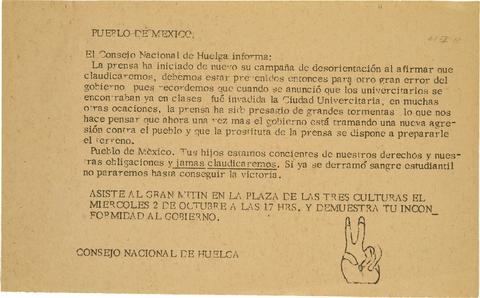 PUEBLO DE MEXICO:
El Consejo Nacional de Huelga informa:
La prensa ha iniciado de nuevo su campaña de desorientación al afirmar que
claudicaremos, debemos estar prevenidos entonces para otro gran error del
gobierno pues recordemos que cuando se anunció que los univercitarios se
encontraban ya en clases fué invadida la Ciudad Univercitaria, en muchas
otras ocaciones, la prensa ha sido presagio de grandes tormentas lo que nos
hace pensar que ahora una vez mas el gobierno está tramando una nueva agre-
sión contra el pueblo y que la prostituta de la prensa se dispone a prepararle
el terreno.
Pueblo de Mèxico. Tus hijos estamos concientes de nuestros derechos y nues-
tras obligaciones y jamas claudicaremos. Si ya se derramó sangre estudiantil
no pararemos hasta conseguir la victoria.
ASISTE AL GRAN MITIN EN LA PLAZA DE LAS TRES CULTURAS EL
MIERCOLES 2 DE OCTUBRE A LAS 17 HRS. Y DEMUESTRA TU INCON_
FORMIDAD AL GOBIERNO.
CONSEJO NACIONAL DE HUELGA